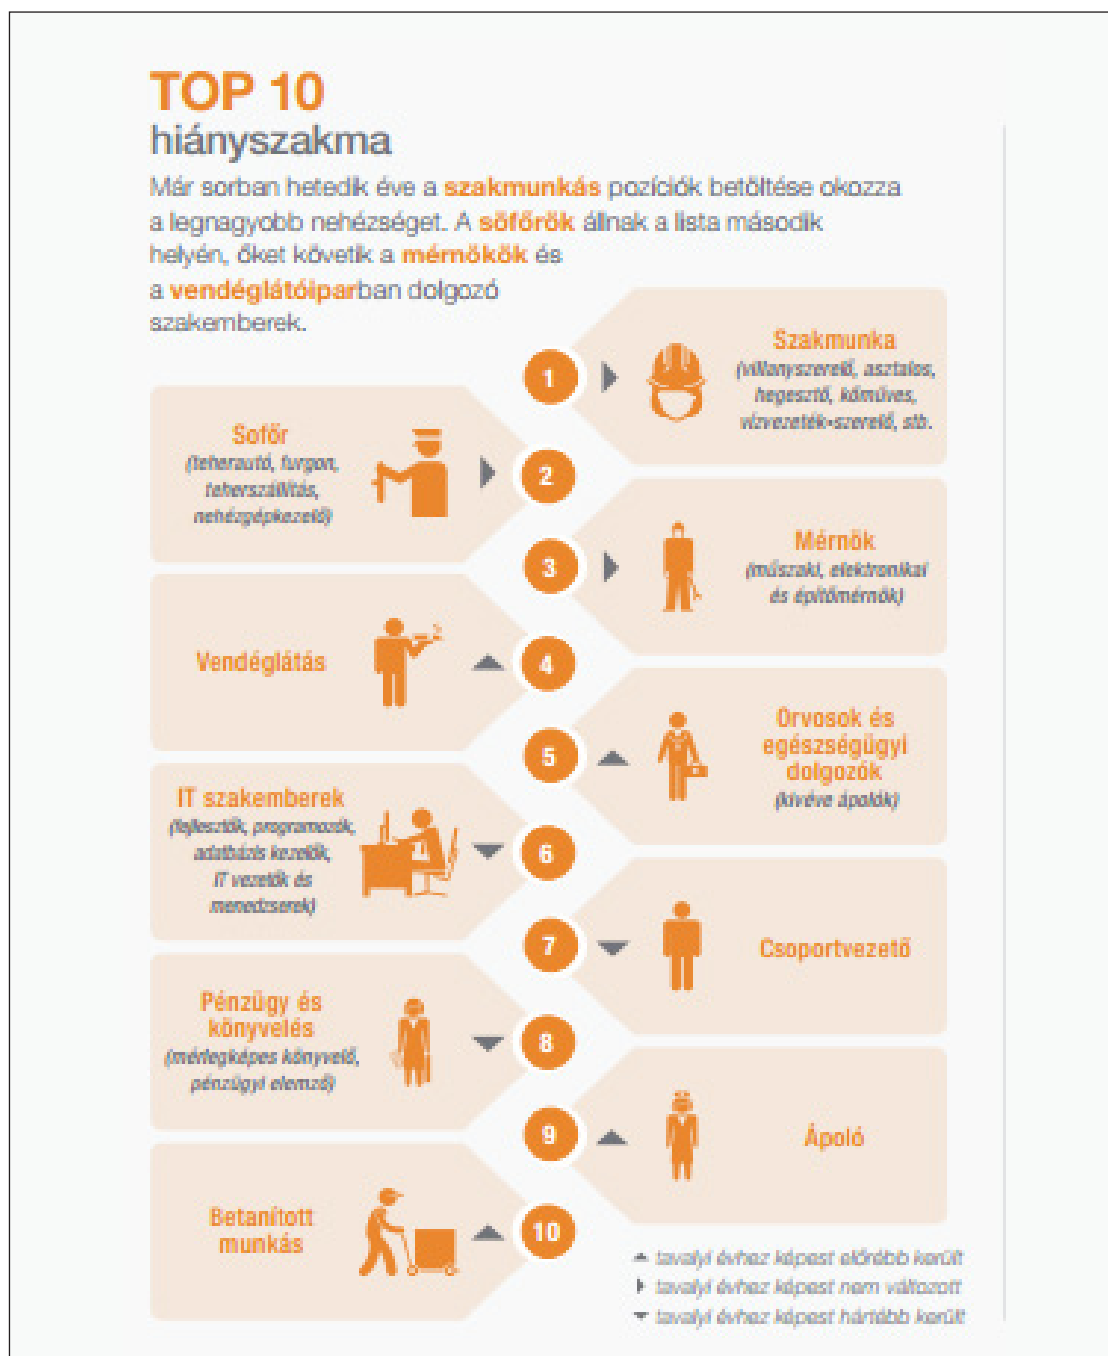 TOP 10
hiányszakma
Már sorban hetedik éve a szakmunkás pozíciók betöltése okozza
a legnagyobb nehézséget. A sőfőrök állnak a lista második
helyén, őket követik a mérnökök és
a vendéglátóiparban dolgozó
szakemberek.
1
Szakmunka
(villanyszerelő, asztalos,
hegesztő, kőműves,
vízvezeték-szerelő, stb.
Sofőr
(teherautó, furgon,
teherszállítás,
nehézgépkezelő)
2
3
Mérnök
(műszaki, elektronikai
és építőmérnök)
Vendéglátás
4
5
Orvosok és
egészségügyi
dolgozók
(kivéve ápolók)
IT szakemberek
(fejlesztők, programozók,
adatbázis kezelők,
IT vezetők és
menedzserek)
6
7
Csoportvezető
Pénzügy és
könyvelés
(mérlegképes könyvelő,
pénzügyi elemző)
8
9
Ápoló
Betanított
munkás
10
tavalyi évhez képest előrébb került
tavalyi évhez képest nem változott
tavalyi évhez képest hátrébb került